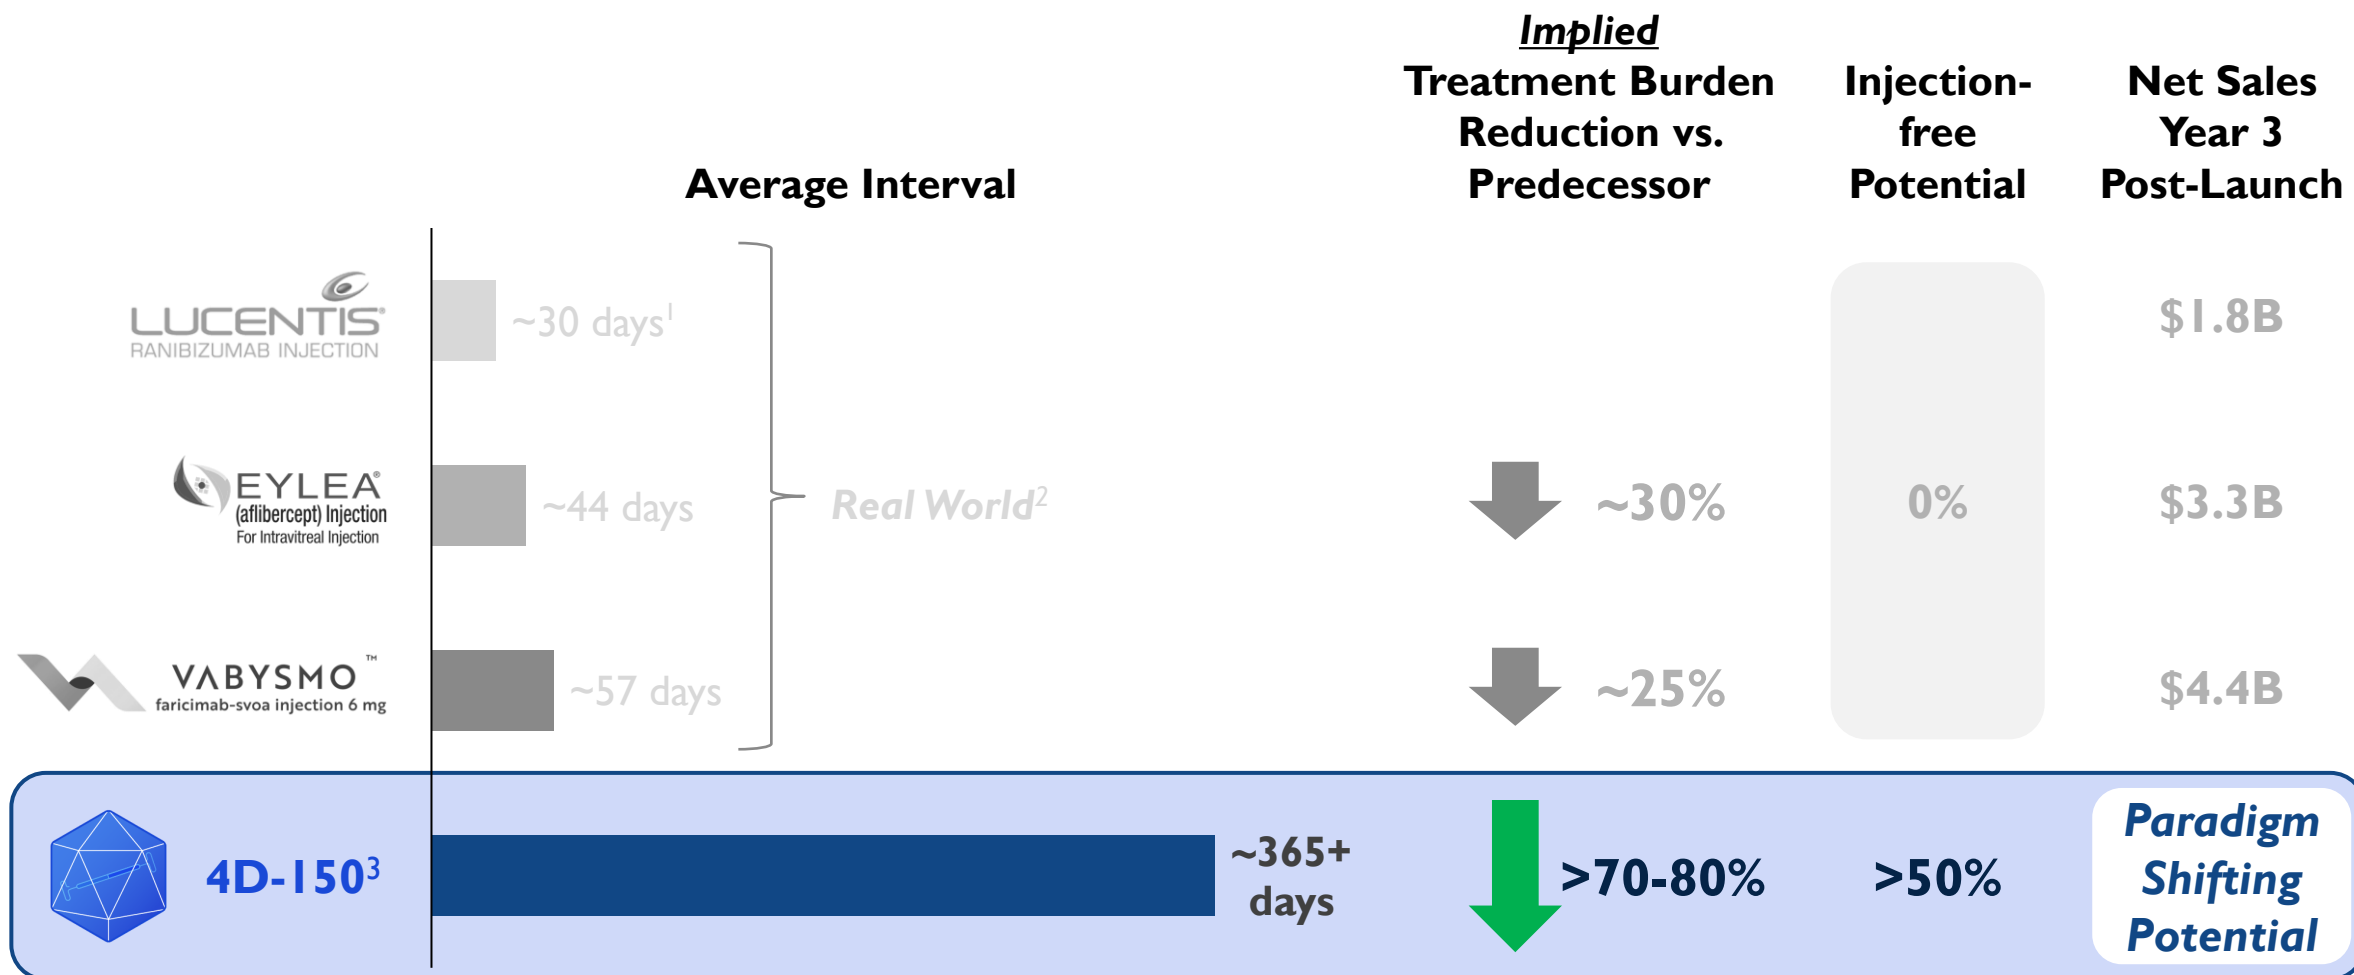 Implied
Treatment Burden
Reduction vs.
Predecessor
Injection-
free
Potential
Net Sales
Year 3
Post-Launch
Average Interval
LUCENTIS®
RANIBIZUMAB INJECTION
~30 days¹
$1.8B
EYLEA®
(aflibercept) Injection
For Intravitreal Injection
~44 days
Real World²
~30%
0%
$3.3B
VABYSMO™
faricimab-svoa injection 6 mg
~57 days
~25%
$4.4B
4D-150³
~365+
days
>70-80%
>50%
Paradigm
Shifting
Potential